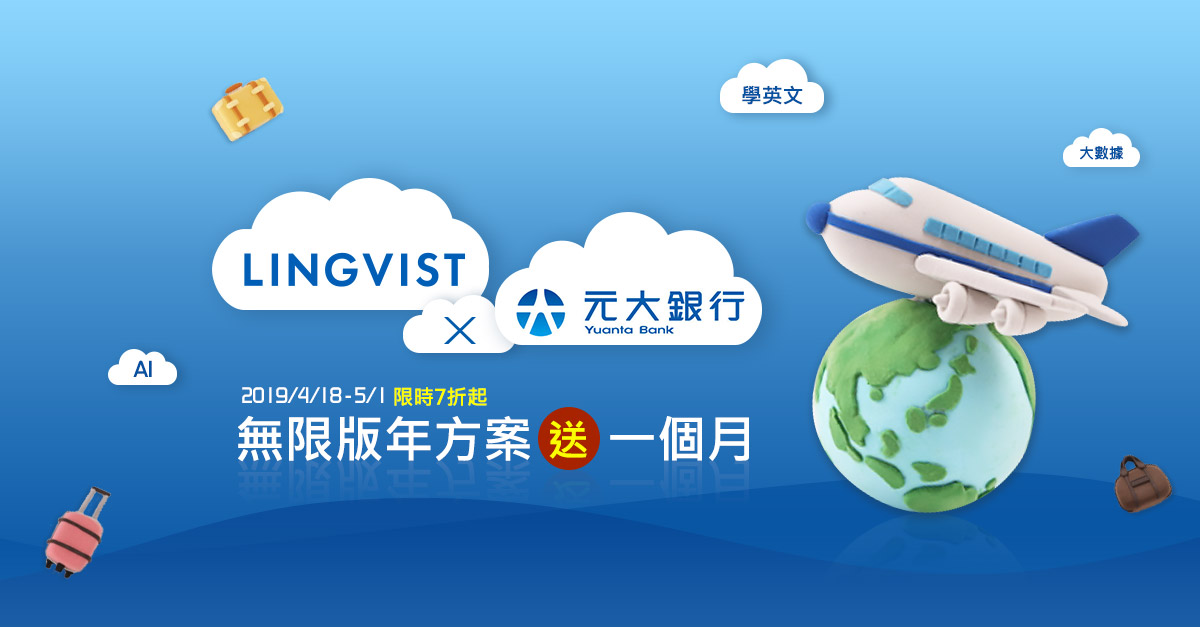 學英文
大數據
LINGVIST
X
元大銀行
Yuanta Bank
AI
2019/4/18-5/1 限時7折起
無限版年方案 送 一個月